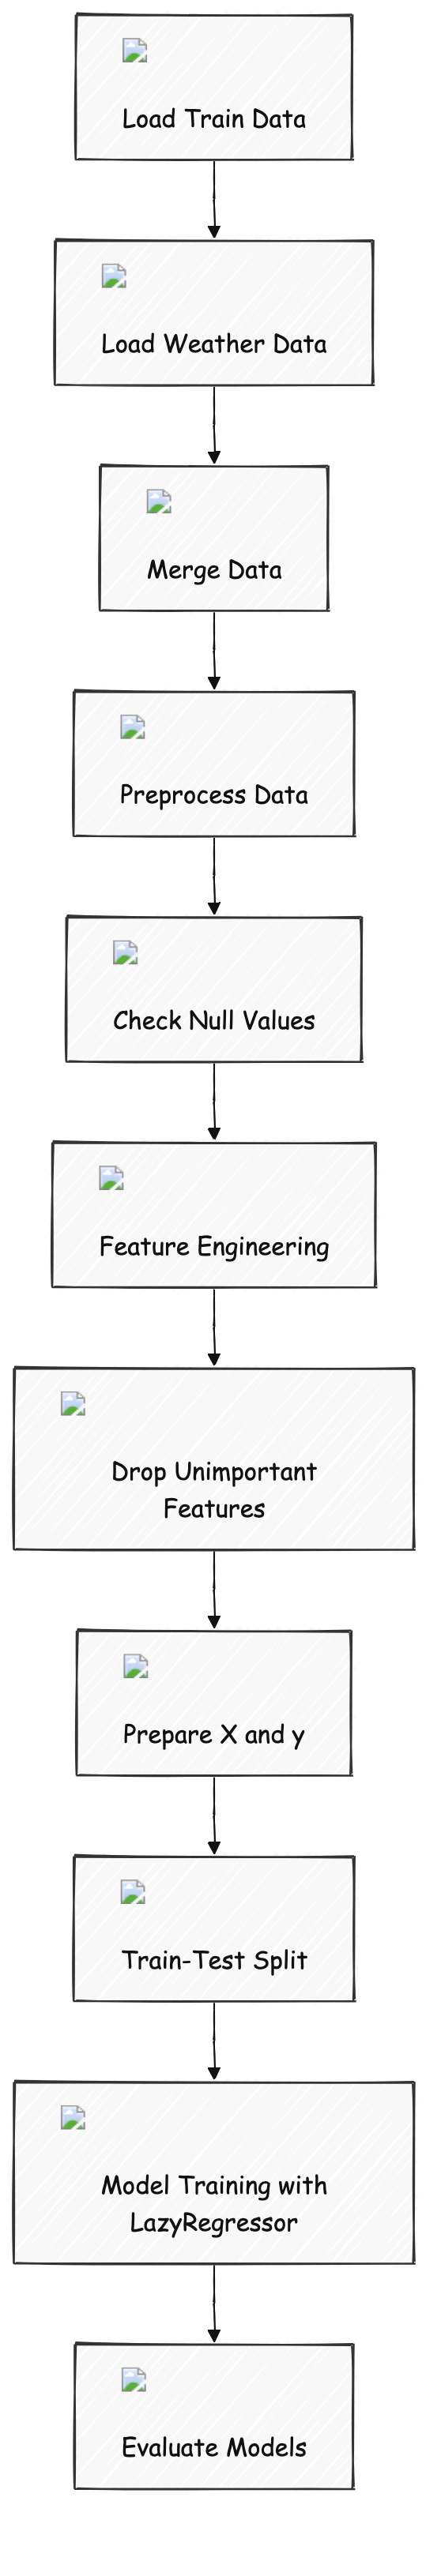 Load Train Data
Load Weather Data
Merge Data
Preprocess Data
Check Null Values
Feature Engineering
Drop Unimportant
Features
Prepare X and y
Train-Test Split
Model Training with
LazyRegressor
Evaluate Models